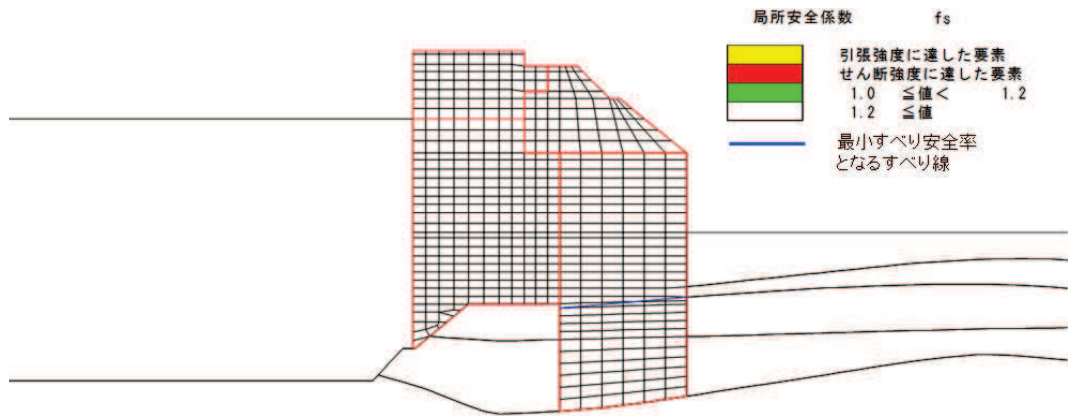 局所安全係数 fs
引張強度に達した要素
せん断強度に達した要素
1.0 ≦値< 1.2
1.2 ≦値
最小すべり安全率
となるすべり線